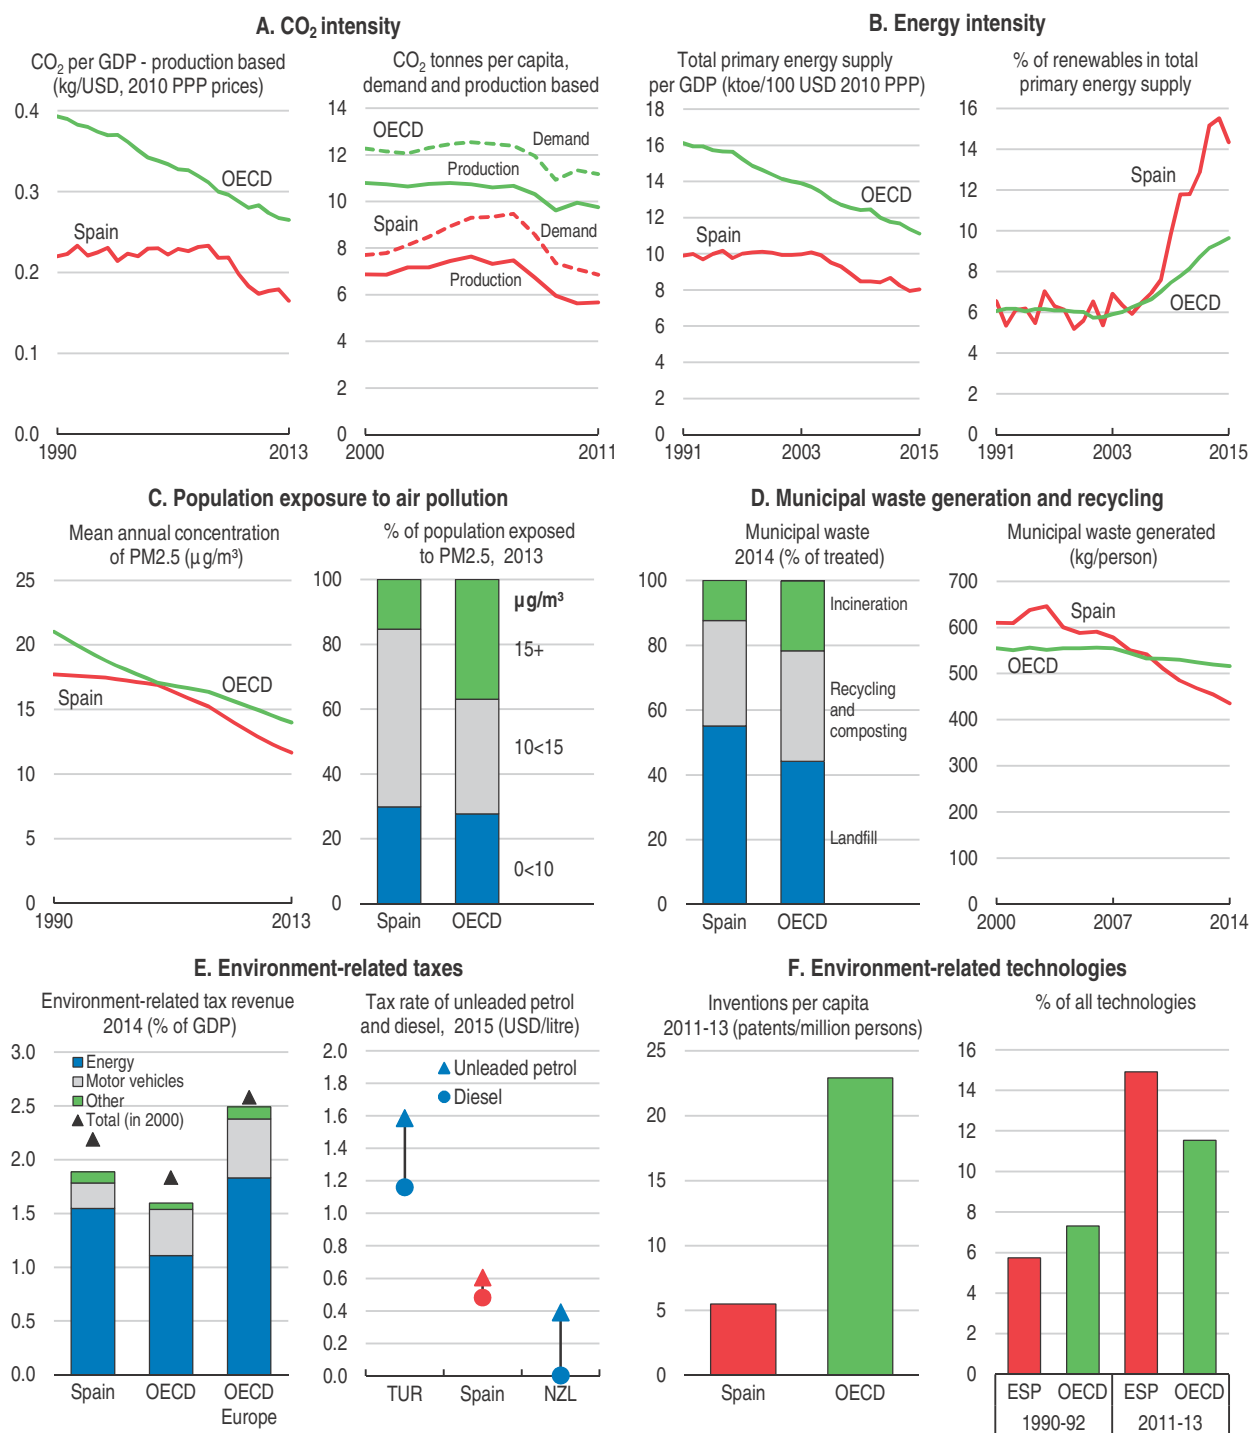 A. CO₂ intensity
CO₂ per GDP - production based
(kg/USD, 2010 PPP prices)
0.4
0.3
0.2
0.1
0.0
1990
2013
OECD
Spain
CO₂ tonnes per capita,
demand and production based
14
12
10
8
6
4
2
0
2000
2011
OECD
Demand
Production
Spain
Demand
Production
B. Energy intensity
Total primary energy supply
per GDP (ktoe/100 USD 2010 PPP)
18
16
14
12
10
8
6
4
2
0
1991
2003
2015
OECD
Spain
% of renewables in total
primary energy supply
16
14
12
10
8
6
4
2
0
1991
2003
2015
Spain
OECD
C. Population exposure to air pollution
Mean annual concentration
of PM2.5 (µg/m³)
25
20
15
10
5
0
1990
2013
OECD
Spain
% of population exposed
to PM2.5, 2013
100
80
60
40
20
0
Spain
OECD
µg/m³
15+
10<15
0<10
D. Municipal waste generation and recycling
Municipal waste
2014 (% of treated)
100
80
60
40
20
0
Spain
OECD
Incineration
Recycling
and
composting
Landfill
Municipal waste generated
(kg/person)
700
600
500
400
300
200
100
0
2000
2007
2014
Spain
OECD
E. Environment-related taxes
Environment-related tax revenue
2014 (% of GDP)
3.0
2.5
2.0
1.5
1.0
0.5
0.0
Energy
Motor vehicles
Other
Total (in 2000)
Spain
OECD
OECD
Europe
Tax rate of unleaded petrol
and diesel, 2015 (USD/litre)
2.0
1.8
1.6
1.4
1.2
1.0
0.8
0.6
0.4
0.2
0.0
Unleaded petrol
Diesel
TUR
Spain
NZL
F. Environment-related technologies
Inventions per capita
2011-13 (patents/million persons)
25
20
15
10
5
0
Spain
OECD
% of all technologies
16
14
12
10
8
6
4
2
0
ESP
OECD
ESP
OECD
1990-92
2011-13